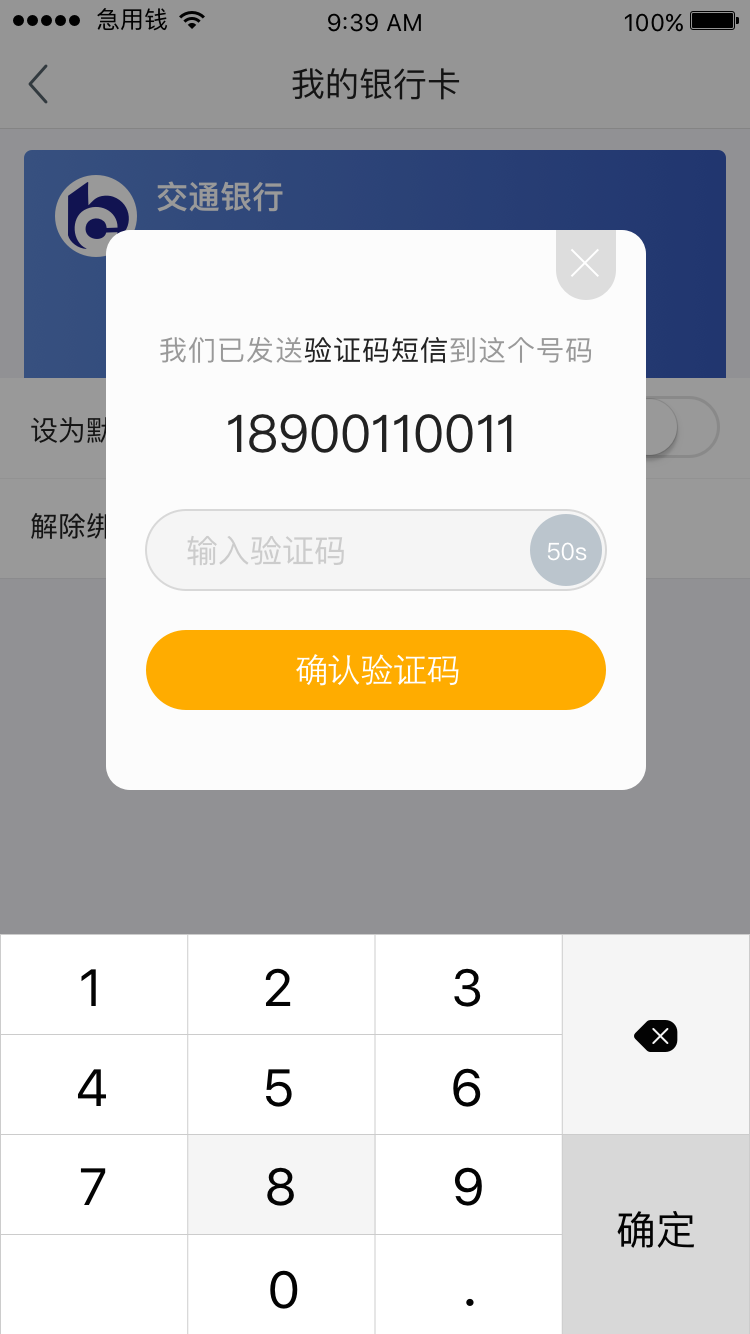 急用钱
9:39 AM
100%
我的银行卡
交通银行
我们已发送验证码短信到这个号码
18900110011
设为默
解除绑
输入验证码
50s
确认验证码
1 2 3
4 5 6
7 8 9
确定
0 .